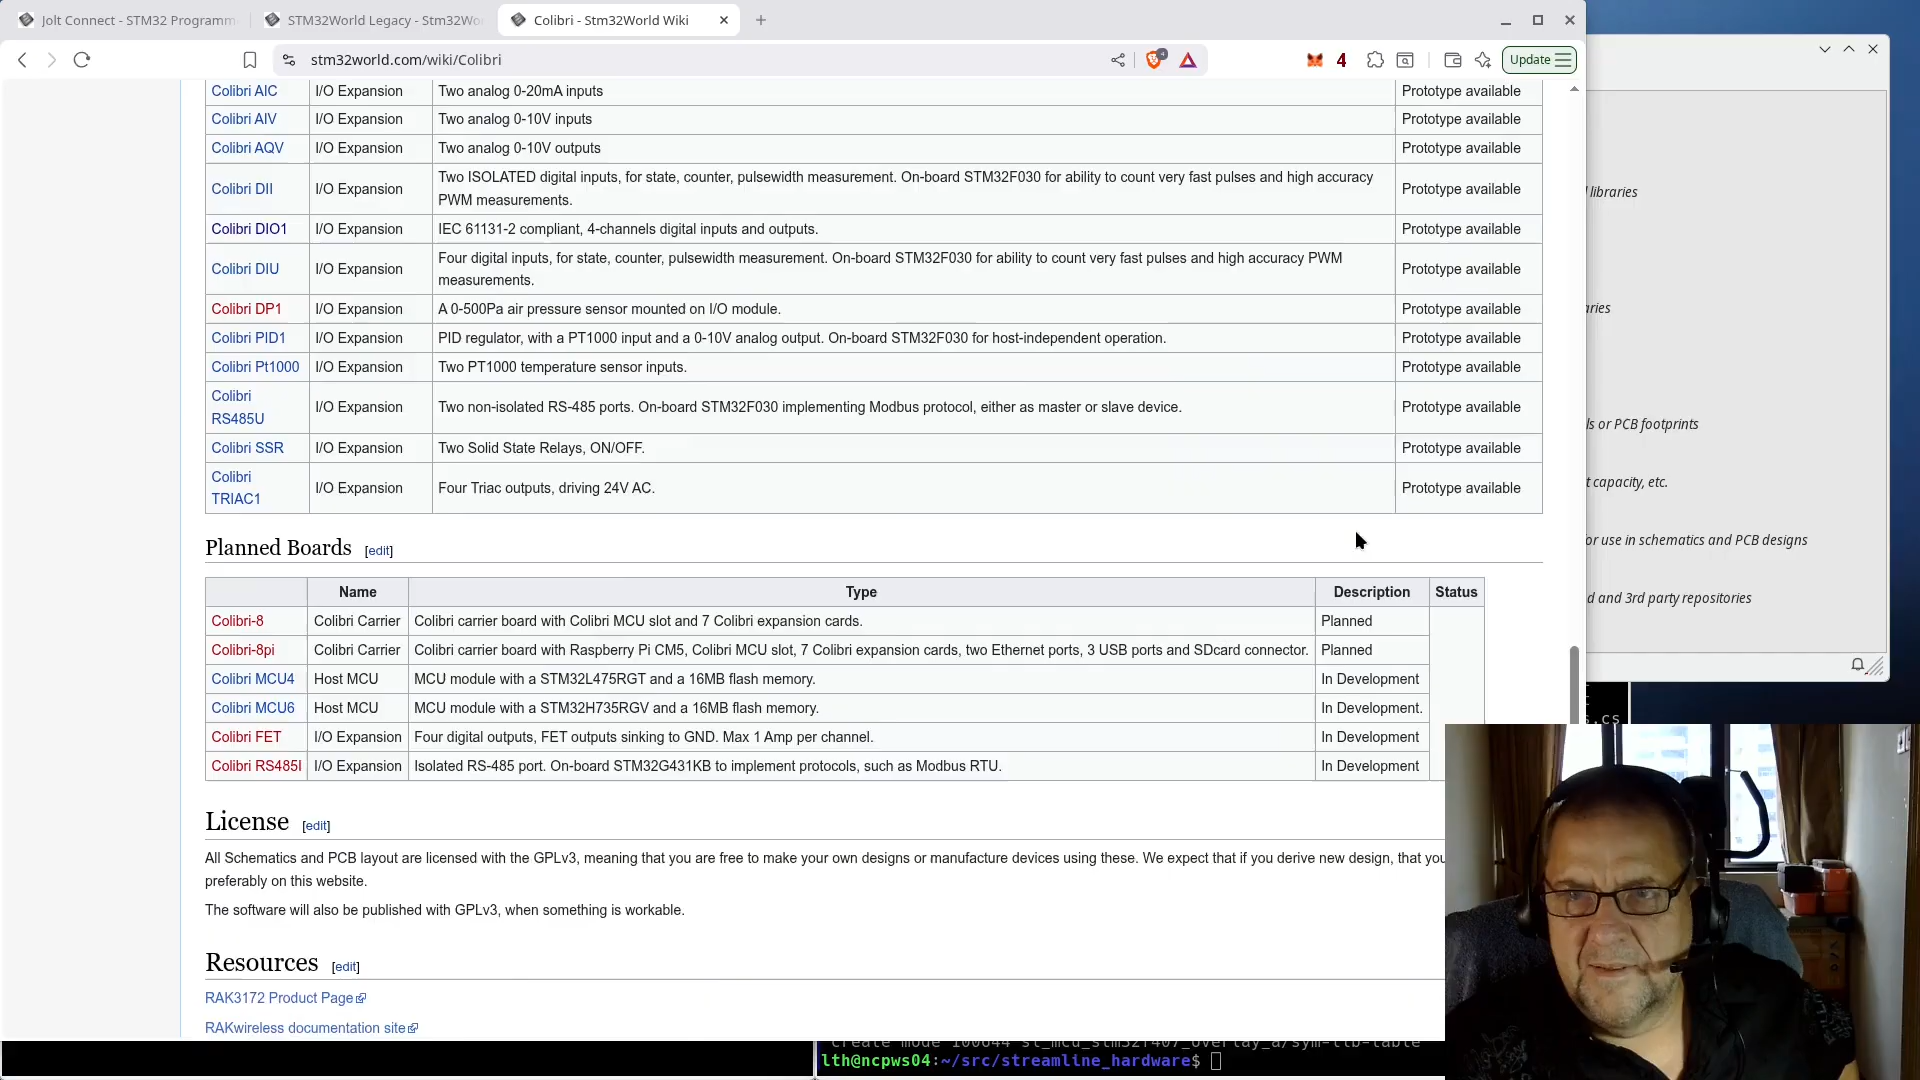 Jolt Connect - STM32 Programm
STM32World Legacy - Stm32Wo
Colibri - Stm32World Wiki
stm32world.com/wiki/Colibri
4
4
Update
Colibri AIC I/O Expansion Two analog 0-20mA inputs Prototype available
Colibri AIV I/O Expansion Two analog 0-10V inputs Prototype available
Colibri AQV I/O Expansion Two analog 0-10V outputs Prototype available
Colibri DII I/O Expansion Two ISOLATED digital inputs, for state, counter, pulsewidth measurement. On-board STM32F030 for ability to count very fast pulses and high accuracy
PWM measurements. Prototype available
Colibri DIO1 I/O Expansion IEC 61131-2 compliant, 4-channels digital inputs and outputs. Prototype available
Colibri DIU I/O Expansion Four digital inputs, for state, counter, pulsewidth measurement. On-board STM32F030 for ability to count very fast pulses and high accuracy PWM
measurements. Prototype available
Colibri DP1 I/O Expansion A 0-500Pa air pressure sensor mounted on I/O module. Prototype available
Colibri PID1 I/O Expansion PID regulator, with a PT1000 input and a 0-10V analog output. On-board STM32F030 for host-independent operation. Prototype available
Colibri Pt1000 I/O Expansion Two PT1000 temperature sensor inputs. Prototype available
Colibri
RS485U I/O Expansion Two non-isolated RS-485 ports. On-board STM32F030 implementing Modbus protocol, either as master or slave device. Prototype available
Colibri SSR I/O Expansion Two Solid State Relays, ON/OFF. Prototype available
Colibri
TRIAC1 I/O Expansion Four Triac outputs, driving 24V AC. Prototype available
Planned Boards [edit]
Name Type Description Status
Colibri-8 Colibri Carrier Colibri carrier board with Colibri MCU slot and 7 Colibri expansion cards. Planned
Colibri-8pi Colibri Carrier Colibri carrier board with Raspberry Pi CM5, Colibri MCU slot, 7 Colibri expansion cards, two Ethernet ports, 3 USB ports and SDcard connector. Planned
Colibri MCU4 Host MCU MCU module with a STM32L475RGT and a 16MB flash memory. In Development
Colibri MCU6 Host MCU MCU module with a STM32H735RGV and a 16MB flash memory. In Development.
Colibri FET I/O Expansion Four digital outputs, FET outputs sinking to GND. Max 1 Amp per channel. In Development
Colibri RS485I I/O Expansion Isolated RS-485 port. On-board STM32G431KB to implement protocols, such as Modbus RTU. In Development
License [edit]
All Schematics and PCB layout are licensed with the GPLv3, meaning that you are free to make your own designs or manufacture devices using these. We expect that if you derive new design, that you
preferably on this website.
The software will also be published with GPLv3, when something is workable.
Resources [edit]
RAK3172 Product Page
RAKwireless documentation site
libraries
aries
ls or PCB footprints
t capacity, etc.
or use in schematics and PCB designs
d and 3rd party repositories
s.cs
create mode 100644 st_mcu_stm32f407_overlay_a/sym-lib-table
lth@ncpws04:~/src/streamline_hardware$